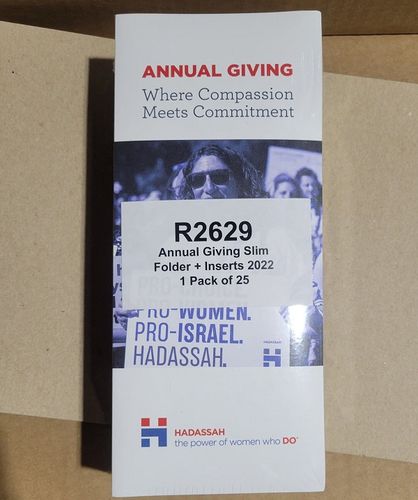 ANNUAL GIVING
Where Compassion
Meets Commitment
R2629
Annual Giving Slim
Folder + Inserts 2022
1 Pack of 25
PRO-WOMEN.
PRO-ISRAEL.
HADASSAH.
HADASSAH
HADASSAH
the power of women who DO